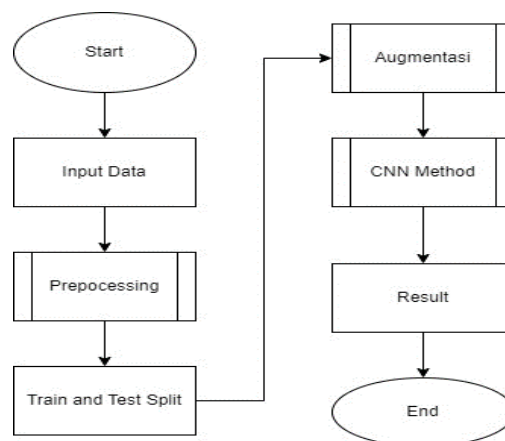 Start
Input Data
Prepocessing
Train and Test Split
Augmentasi
CNN Method
Result
End